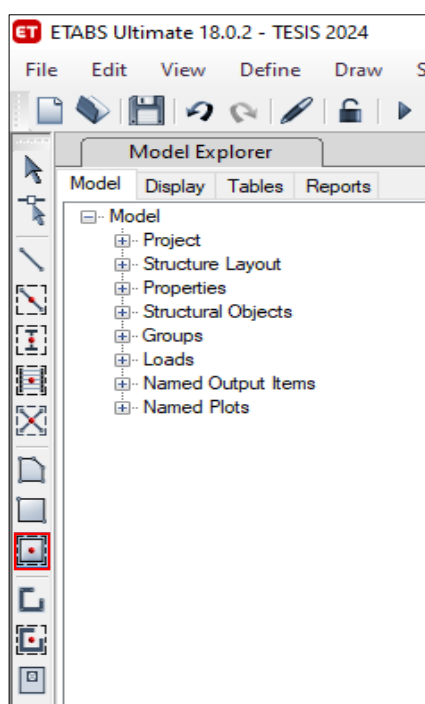 ET ETABS Ultimate 18.0.2 - TESIS 2024
File Edit View Define Draw S
Model Explorer
Model Display Tables Reports
Model
Project
Structure Layout
Properties
Structural Objects
Groups
Loads
Named Output Items
Named Plots